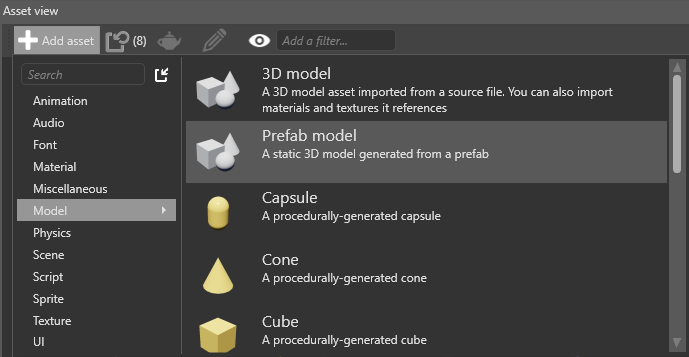 Asset view
Add asset
(8)
Add a filter...
Search
Animation
Audio
Font
Material
Miscellaneous
Model
Physics
Scene
Script
Sprite
Texture
UI
3D model
A 3D model asset imported from a source file. You can also import
materials and textures it references
Prefab model
A static 3D model generated from a prefab
Capsule
A procedurally-generated capsule
Cone
A procedurally-generated cone
Cube
A procedurally-generated cube